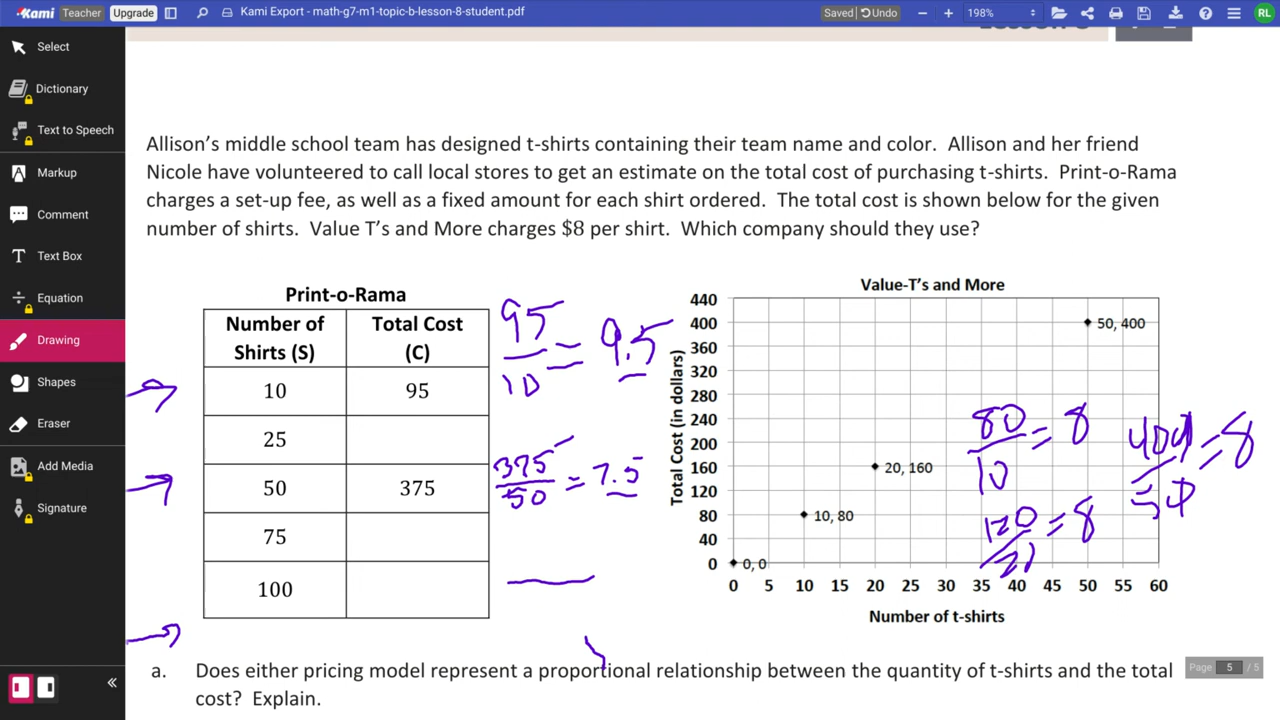 Kami Teacher Upgrade Kami Export - math-g7-m1-topic-b-lesson-8-student.pdf Saved Undo 198% RL
Select
Dictionary
Text to Speech
Markup
Comment
Text Box
Equation
Drawing
Shapes
Eraser
Add Media
Signature
Allison's middle school team has designed t-shirts containing their team name and color. Allison and her friend
Nicole have volunteered to call local stores to get an estimate on the total cost of purchasing t-shirts. Print-o-Rama
charges a set-up fee, as well as a fixed amount for each shirt ordered. The total cost is shown below for the given
number of shirts. Value T's and More charges $8 per shirt. Which company should they use?
Print-o-Rama
Number of Shirts (S) Total Cost (C)
10 95
25
50 375
75
100
95/10 = 9.5
375/50 = 7.5
Value-T's and More
Total Cost (in dollars)
440
400
360
320
280
240
200
160
120
80
40
0
50, 400
20, 160
10, 80
0, 0
80/10 = 8
400/50 = 8
0 5 10 15 20 25 30 35 40 45 50 55 60
Number of t-shirts
a. Does either pricing model represent a proportional relationship between the quantity of t-shirts and the total
cost? Explain.
Page 5 / 5